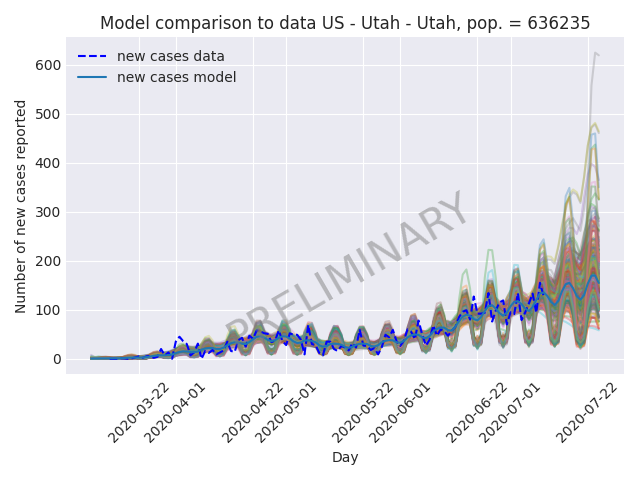 Model comparison to data US - Utah - Utah, pop. = 636235
new cases data
new cases model
600
500
400
300
200
100
0
Number of new cases reported
PRELIMINARY
2020-03-22
2020-04-01
2020-04-22
2020-05-01
2020-05-22
2020-06-01
2020-06-22
2020-07-01
2020-07-22
Day